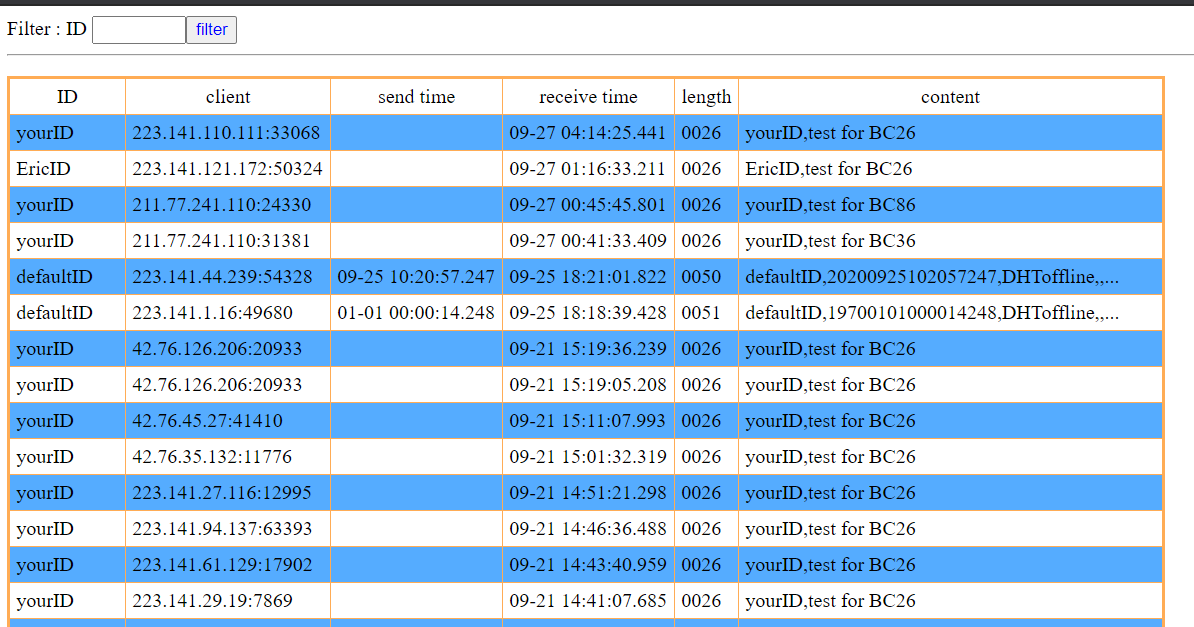 Filter : ID filter
ID client send time receive time length content
yourID 223.141.110.111:33068 09-27 04:14:25.441 0026 yourID,test for BC26
EricID 223.141.121.172:50324 09-27 01:16:33.211 0026 EricID,test for BC26
yourID 211.77.241.110:24330 09-27 00:45:45.801 0026 yourID,test for BC86
yourID 211.77.241.110:31381 09-27 00:41:33.409 0026 yourID,test for BC36
defaultID 223.141.44.239:54328 09-25 10:20:57.247 09-25 18:21:01.822 0050 defaultID,20200925102057247,DHToffline,,...
defaultID 223.141.1.16:49680 01-01 00:00:14.248 09-25 18:18:39.428 0051 defaultID,19700101000014248,DHToffline,,...
yourID 42.76.126.206:20933 09-21 15:19:36.239 0026 yourID,test for BC26
yourID 42.76.126.206:20933 09-21 15:19:05.208 0026 yourID,test for BC26
yourID 42.76.45.27:41410 09-21 15:11:07.993 0026 yourID,test for BC26
yourID 42.76.35.132:11776 09-21 15:01:32.319 0026 yourID,test for BC26
yourID 223.141.27.116:12995 09-21 14:51:21.298 0026 yourID,test for BC26
yourID 223.141.94.137:63393 09-21 14:46:36.488 0026 yourID,test for BC26
yourID 223.141.61.129:17902 09-21 14:43:40.959 0026 yourID,test for BC26
yourID 223.141.29.19:7869 09-21 14:41:07.685 0026 yourID,test for BC26